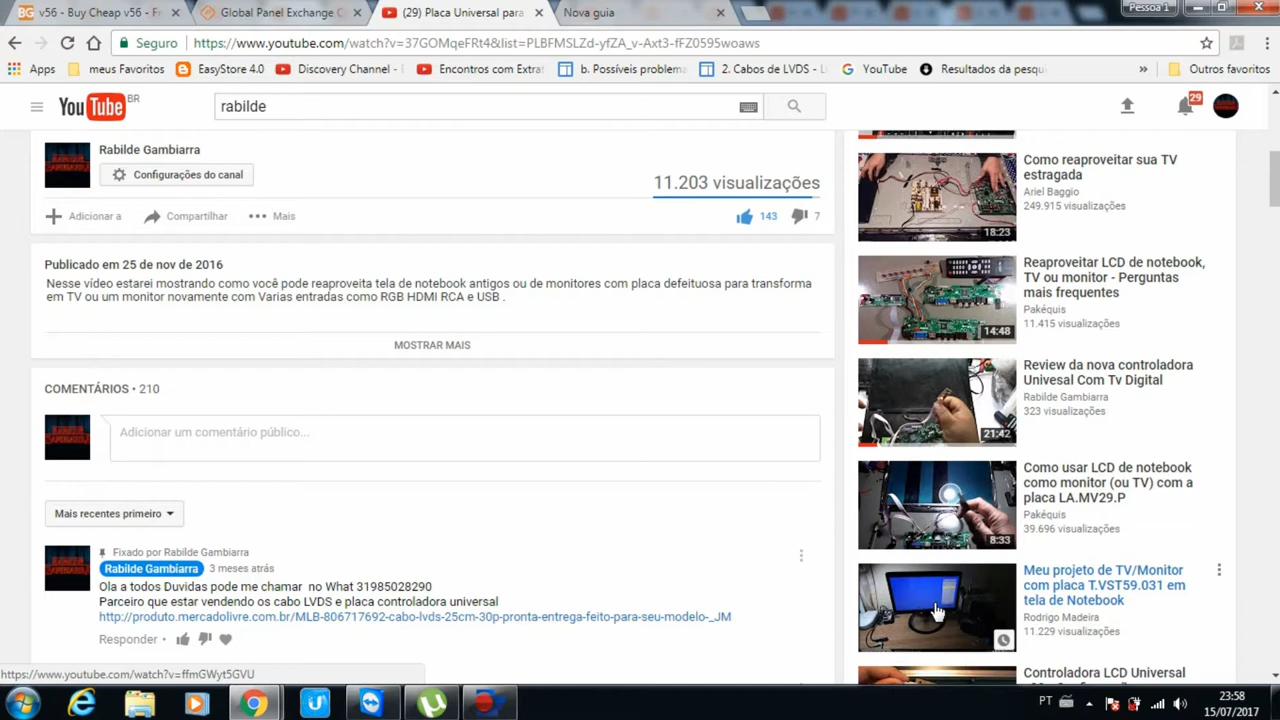 v56 - Buy Cheap v56 - Fr
Global Panel Exchange C
(29) Placa Universal para
Nova guia
Pessoa 1
Seguro
https://www.youtube.com/watch?v=37GOMqeFRt4&list=PLBFMSLZd-yfZA_v-Axt3-fFZ0595woaws
Apps
meus Favoritos
EasyStore 4.0
Discovery Channel -
Encontros com Extrat
b. Possíveis problema
2. Cabos de LVDS - L
YouTube
Resultados da pesqu
»
Outros favoritos
YouTube BR
rabilde
29
Rabilde Gambiarra
Configurações do canal
11.203 visualizações
Adicionar a
Compartilhar
Mais
143
7
Publicado em 25 de nov de 2016
Nesse vídeo estarei mostrando como você pode reaproveita tela de notebook antigos ou de monitores com placa defeituosa para transforma
em TV ou um monitor novamente com Varias entradas como RGB HDMI RCA e USB .
MOSTRAR MAIS
COMENTÁRIOS • 210
Adicionar um comentário público...
Mais recentes primeiro
Fixado por Rabilde Gambiarra
Rabilde Gambiarra 3 meses atrás
Ola a todos Duvidas pode me chamar no What 31985028290
Parceiro que estar vendendo os cabo LVDS e placa controladora universal
http://produto.mercadolivre.com.br/MLB-806777692-cabo-lvds-25cm-30p-pronta-entrega-feito-para-seu-modelo-_JM
Responder
https://www.youtube.com/watch?v=ffmGWyt5GVU
Como reaproveitar sua TV
estragada
Ariel Baggio
249.915 visualizações
18:23
Reaproveitar LCD de notebook,
TV ou monitor - Perguntas
mais frequentes
Pakéquis
11.415 visualizações
14:48
Review da nova controladora
Univesal Com Tv Digital
Rabilde Gambiarra
323 visualizações
21:42
Como usar LCD de notebook
como monitor (ou TV) com a
placa LA.MV29.P
Pakéquis
39.696 visualizações
8:33
Meu projeto de TV/Monitor
com placa T.VST59.031 em
tela de Notebook
Rodrigo Madeira
11.229 visualizações
Controladora LCD Universal
PT
23:58
15/07/2017